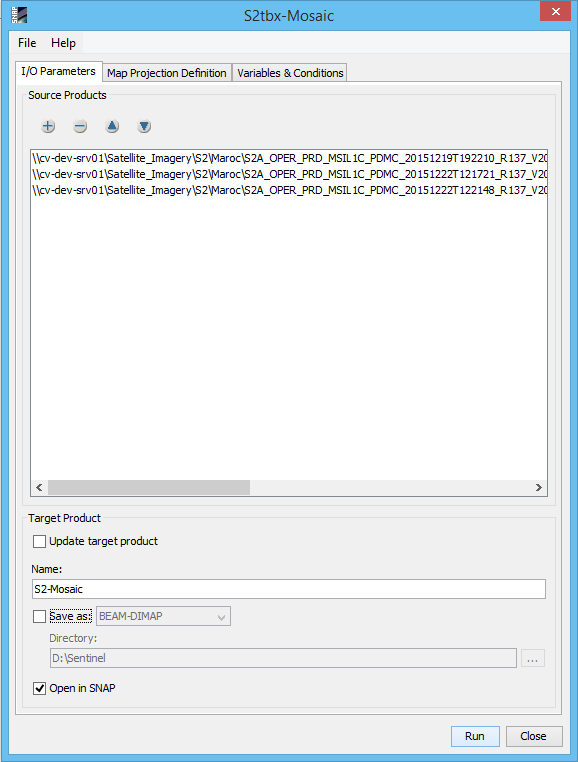 S2tbx-Mosaic
File Help
I/O Parameters Map Projection Definition Variables & Conditions
Source Products
\\cv-dev-srv01\Satellite_Imagery\S2\Maroc\S2A_OPER_PRD_MSIL1C_PDMC_20151219T192210_R137_V20
\\cv-dev-srv01\Satellite_Imagery\S2\Maroc\S2A_OPER_PRD_MSIL1C_PDMC_20151222T121721_R137_V20
\\cv-dev-srv01\Satellite_Imagery\S2\Maroc\S2A_OPER_PRD_MSIL1C_PDMC_20151222T122148_R137_V20
Target Product
Update target product
Name:
S2-Mosaic
Save as: BEAM-DIMAP
Directory:
D:\Sentinel
...
Open in SNAP
Run Close